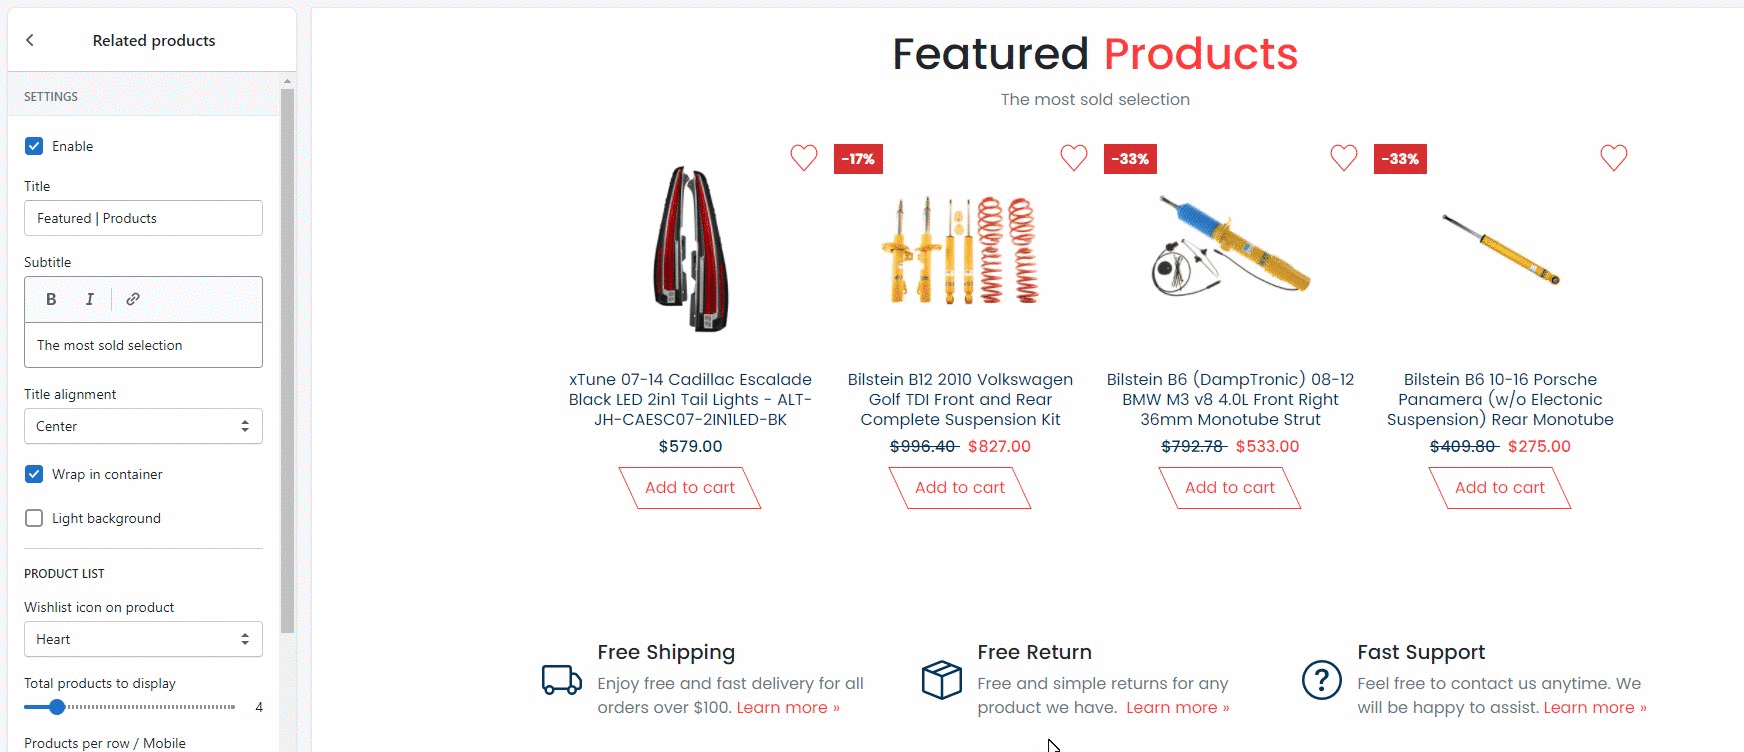 Related products
SETTINGS
Enable
Title
Featured | Products
Subtitle
B I
The most sold selection
Title alignment
Center
Wrap in container
Light background
PRODUCT LIST
Wishlist icon on product
Heart
Total products to display
4
Products per row / Mobile
Featured Products
The most sold selection
xTune 07-14 Cadillac Escalade
Black LED 2in1 Tail Lights - ALT-
JH-CAESC07-2IN1LED-BK
$579.00
Add to cart
-17%
Bilstein B12 2010 Volkswagen
Golf TDI Front and Rear
Complete Suspension Kit
$996.40 $827.00
Add to cart
-33%
Bilstein B6 (DampTronic) 08-12
BMW M3 v8 4.0L Front Right
36mm Monotube Strut
$792.78 $533.00
Add to cart
-33%
Bilstein B6 10-16 Porsche
Panamera (w/o Electonic
Suspension) Rear Monotube
$409.80 $275.00
Add to cart
Free Shipping
Enjoy free and fast delivery for all
orders over $100. Learn more »
Free Return
Free and simple returns for any
product we have. Learn more »
Fast Support
Feel free to contact us anytime. We
will be happy to assist. Learn more »